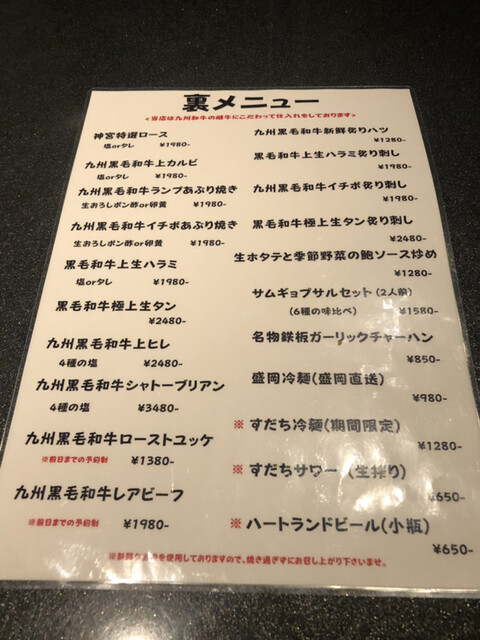 裏メニュー
<当店は九州和牛の雌牛にこだわって仕入れをしております>
神宮特選ロース
塩orタレ ¥1980-
九州黒毛和牛上カルビ
塩orタレ ¥1980-
九州黒毛和牛ランプあぶり焼き
生おろしポン酢or卵黄 ¥1980-
九州黒毛和牛イチボあぶり焼き
生おろしポン酢or卵黄 ¥1980-
黒毛和牛上生ハラミ
塩orタレ ¥1980-
黒毛和牛極上生タン
¥2480-
九州黒毛和牛上ヒレ
4種の塩 ¥2480-
九州黒毛和牛シャトーブリアン
4種の塩 ¥3480-
九州黒毛和牛ローストユッケ
※前日までの予約制 ¥1380-
九州黒毛和牛レアビーフ
※前日までの予約制 ¥1980-
九州黒毛和牛新鮮炙りハツ
¥1280-
黒毛和牛上生ハラミ炙り刺し
¥1980-
九州黒毛和牛イチボ炙り刺し
¥1980-
黒毛和牛極上生タン炙り刺し
¥2480-
生ホタテと季節野菜の鮑ソース炒め
¥1280-
サムギョプサルセット(2人前)
(6種の味比べ) ¥1580-
名物鉄板ガーリックチャーハン
¥850-
盛岡冷麺(盛岡直送)
¥980-
※ すだち冷麺(期間限定)
¥1280-
※ すだちサワー (生搾り)
¥650-
※ ハートランドビール(小瓶)
¥650-
を使用しておりますので、焼き過ぎずにお召し上がり下さいませ。